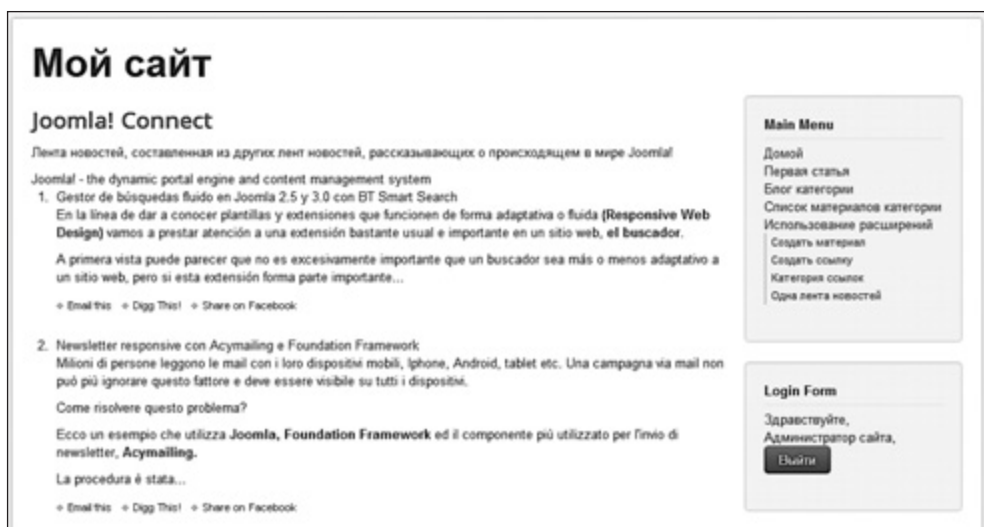 Мой сайт
Joomla! Connect
Лента новостей, составленная из других лент новостей, рассказывающих о происходящем в мире Joomla!
Joomla! - the dynamic portal engine and content management system
1. Gestor de búsquedas fluido en Joomla 2.5 y 3.0 con BT Smart Search
En la línea de dar a conocer plantillas y extensiones que funcionen de forma adaptativa o fluida (Responsive Web
Design) vamos a prestar atención a una extensión bastante usual e importante en un sitio web, el buscador.
A primera vista puede parecer que no es excesivamente importante que un buscador sea más o menos adaptativo a
un sitio web, pero si esta extensión forma parte importante...
+ Email this + Digg This! + Share on Facebook
2. Newsletter responsive con Acymailing e Foundation Framework
Milioni di persone leggono le mail con i loro dispositivi mobili, Iphone, Android, tablet etc. Una campagna via mail non
può più ignorare questo fattore e deve essere visibile su tutti i dispositivi.
Come risolvere questo problema?
Ecco un esempio che utilizza Joomla, Foundation Framework ed il componente più utilizzato per l'invio di
newsletter, Acymailing.
La procedura è stata...
+ Email this + Digg This! + Share on Facebook
Main Menu
Домой
Первая статья
Блог категории
Список материалов категории
Использование расширений
Создать материал
Создать ссылку
Категория ссылок
Одна лента новостей
Login Form
Здравствуйте,
Администратор сайта,
Выйти